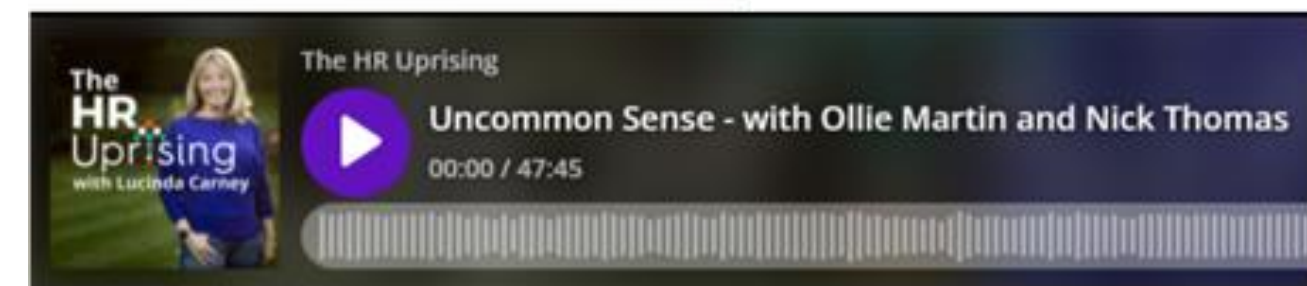 The
HR
Uprising
with Lucinda Carney
The HR Uprising
Uncommon Sense - with Ollie Martin and Nick Thomas
00:00 / 47:45